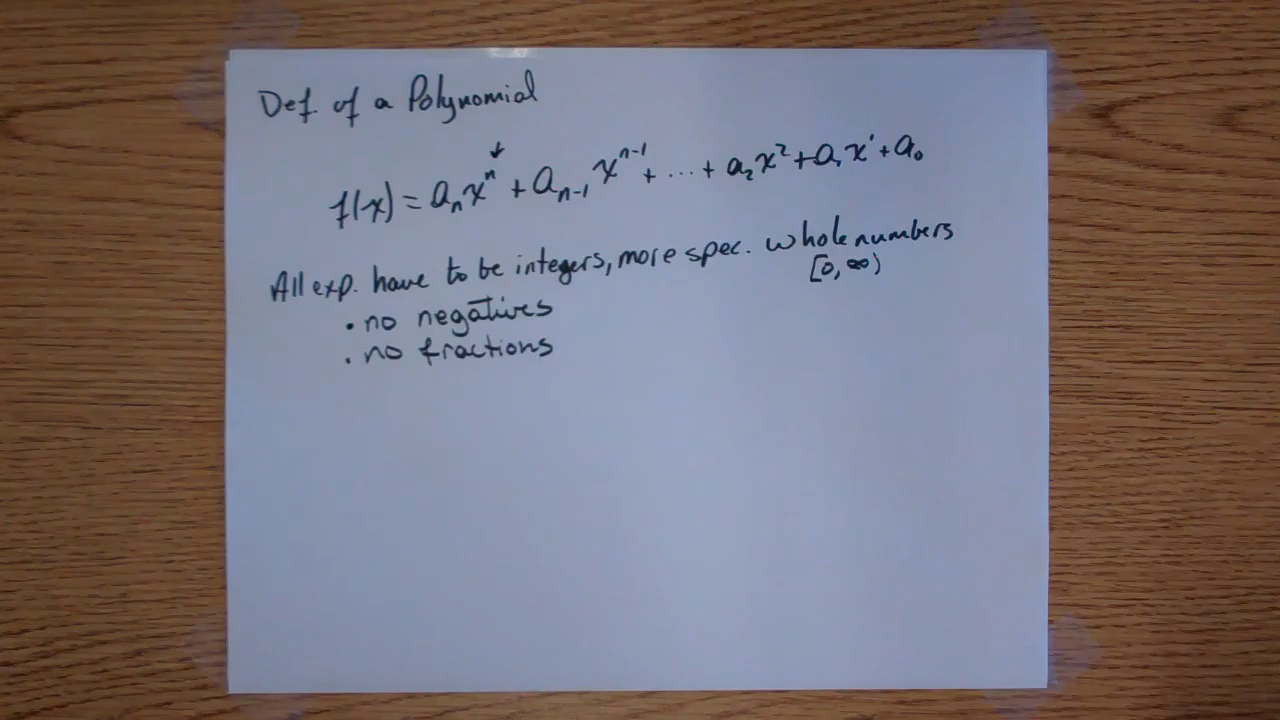 Def. of a Polynomial
f(x) = aₙxⁿ + aₙ₋₁xⁿ⁻¹ + ... + a₂x² + a₁x¹ + a₀
All exp. have to be integers, more spec. whole numbers
[0, ∞)
• no negatives
• no fractions